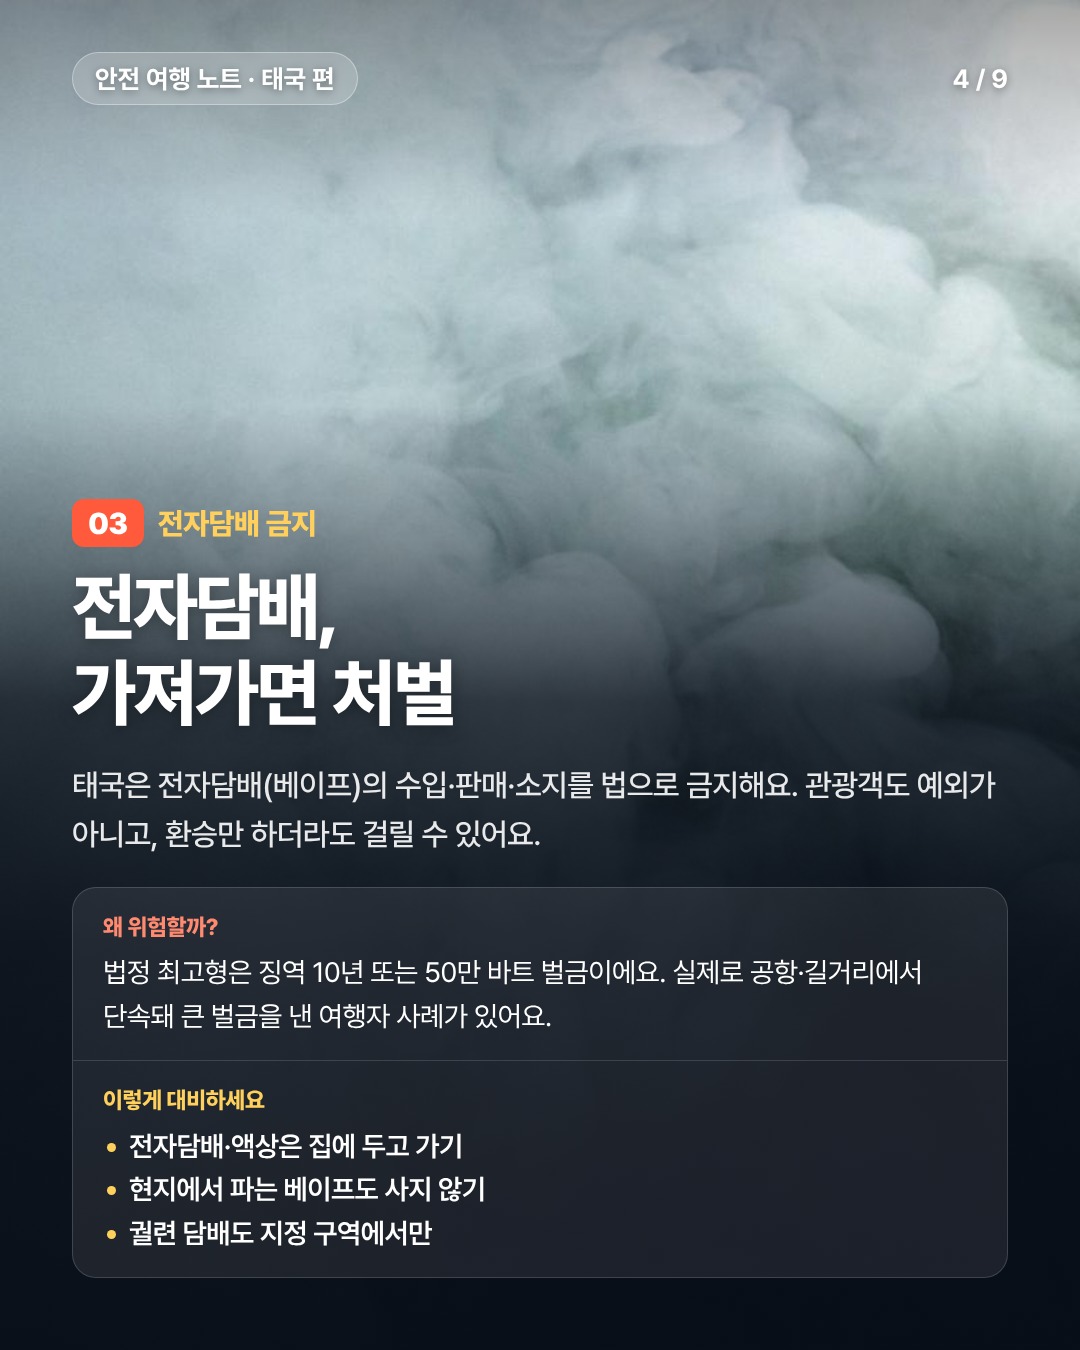 안전 여행 노트 · 태국 편
4 / 9
03 전자담배 금지
전자담배,
가져가면 처벌
태국은 전자담배(베이프)의 수입·판매·소지를 법으로 금지해요. 관광객도 예외가
아니고, 환승만 하더라도 걸릴 수 있어요.
왜 위험할까?
법정 최고형은 징역 10년 또는 50만 바트 벌금이에요. 실제로 공항·길거리에서
단속돼 큰 벌금을 낸 여행자 사례가 있어요.
이렇게 대비하세요
• 전자담배·액상은 집에 두고 가기
• 현지에서 파는 베이프도 사지 않기
• 궐련 담배도 지정 구역에서만